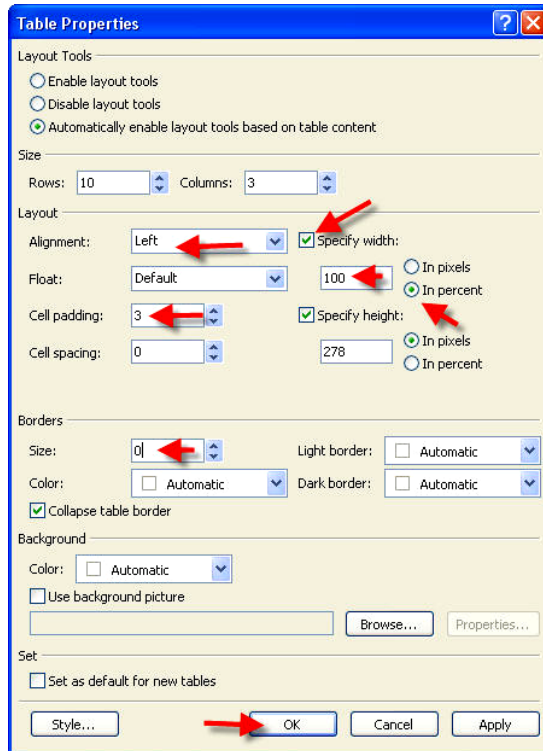 Table Properties
Layout Tools
Enable layout tools
Disable layout tools
Automatically enable layout tools based on table content
Size
Rows: 10 Columns: 3
Layout
Alignment: Left Specify width:
Float: Default 100 In pixels
In percent
Cell padding: 3 Specify height:
Cell spacing: 0 278 In pixels
In percent
Borders
Size: 0 Light border: Automatic
Color: Automatic Dark border: Automatic
Collapse table border
Background
Color: Automatic
Use background picture
Browse... Properties...
Set
Set as default for new tables
Style... OK Cancel Apply